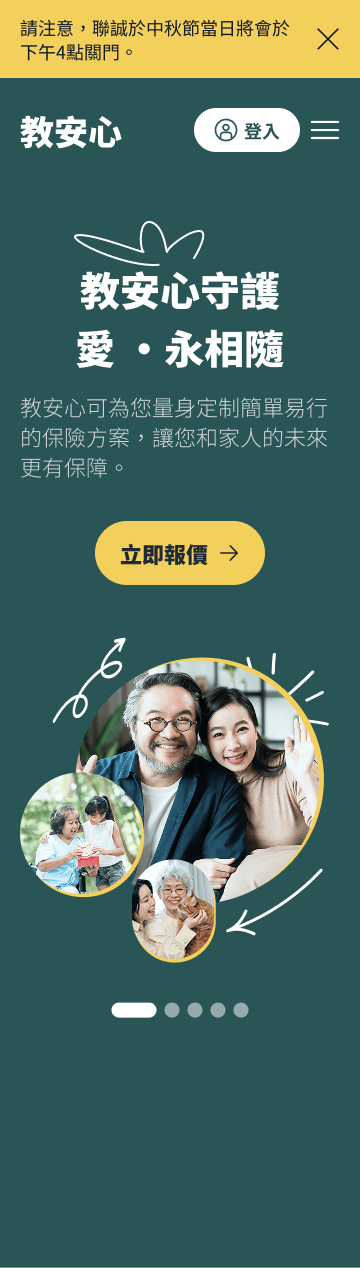 請注意，聯誠於中秋節當日將會於
下午4點關門。
教安心
登入
教安心守護
愛・永相隨
教安心可為您量身定制簡單易行
的保險方案，讓您和家人的未來
更有保障。
立即報價